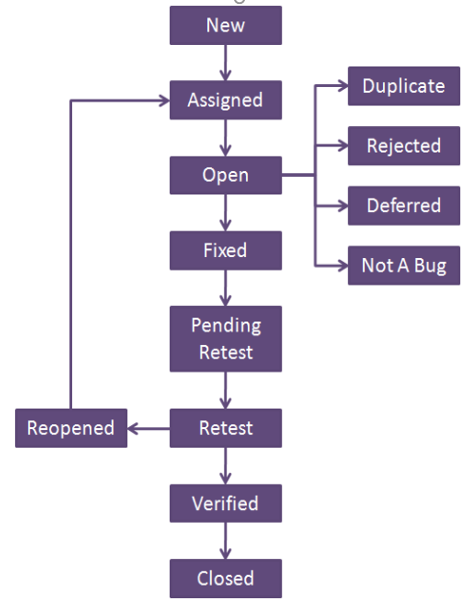 New
Assigned
Duplicate
Rejected
Open
Deferred
Fixed
Not A Bug
Pending
Retest
Reopened
Retest
Verified
Closed